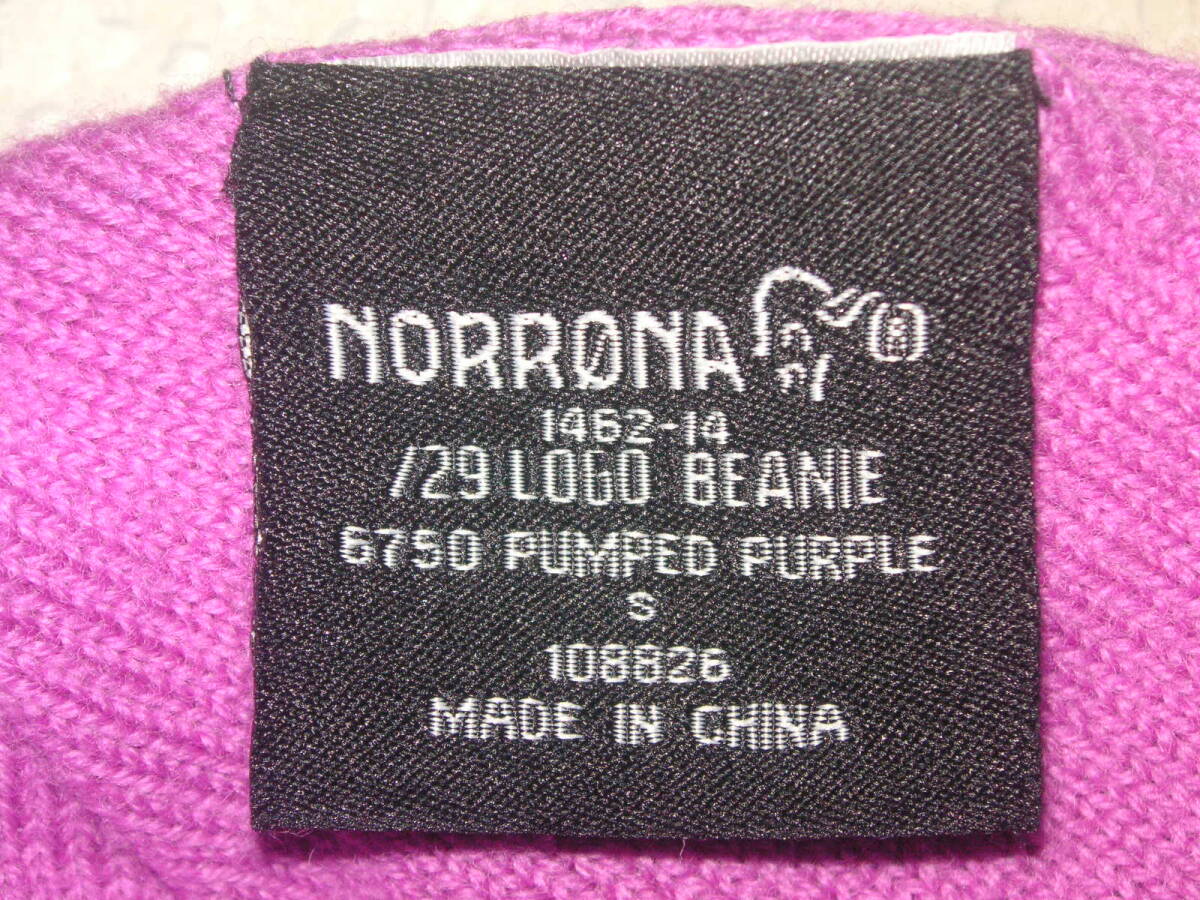 NORRØNA
1462-14
/29 LOGO BEANIE
6750 PUMPED PURPLE
S
108826
MADE IN CHINA